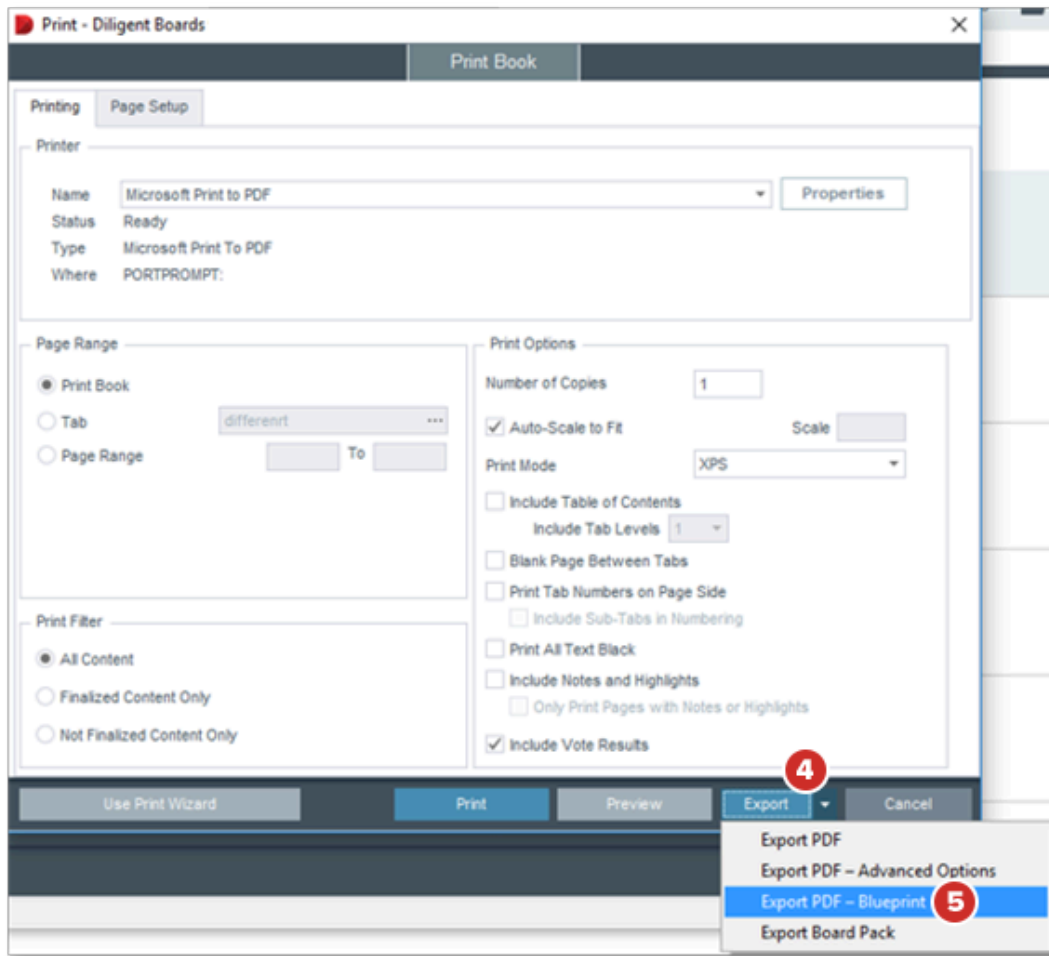 Print - Diligent Boards
Print Book
Printing Page Setup
Printer
Name Microsoft Print to PDF Properties
Status Ready
Type Microsoft Print To PDF
Where PORTPROMPT:
Page Range
Print Book
Tab differenrt ...
Page Range To
Print Filter
All Content
Finalized Content Only
Not Finalized Content Only
Print Options
Number of Copies 1
Auto-Scale to Fit Scale
Print Mode XPS
Include Table of Contents
Include Tab Levels 1
Blank Page Between Tabs
Print Tab Numbers on Page Side
Include Sub-Tabs in Numbering
Print All Text Black
Include Notes and Highlights
Only Print Pages with Notes or Highlights
Include Vote Results
4
Use Print Wizard Print Preview Export Cancel
Export PDF
Export PDF – Advanced Options
Export PDF – Blueprint 5
Export Board Pack